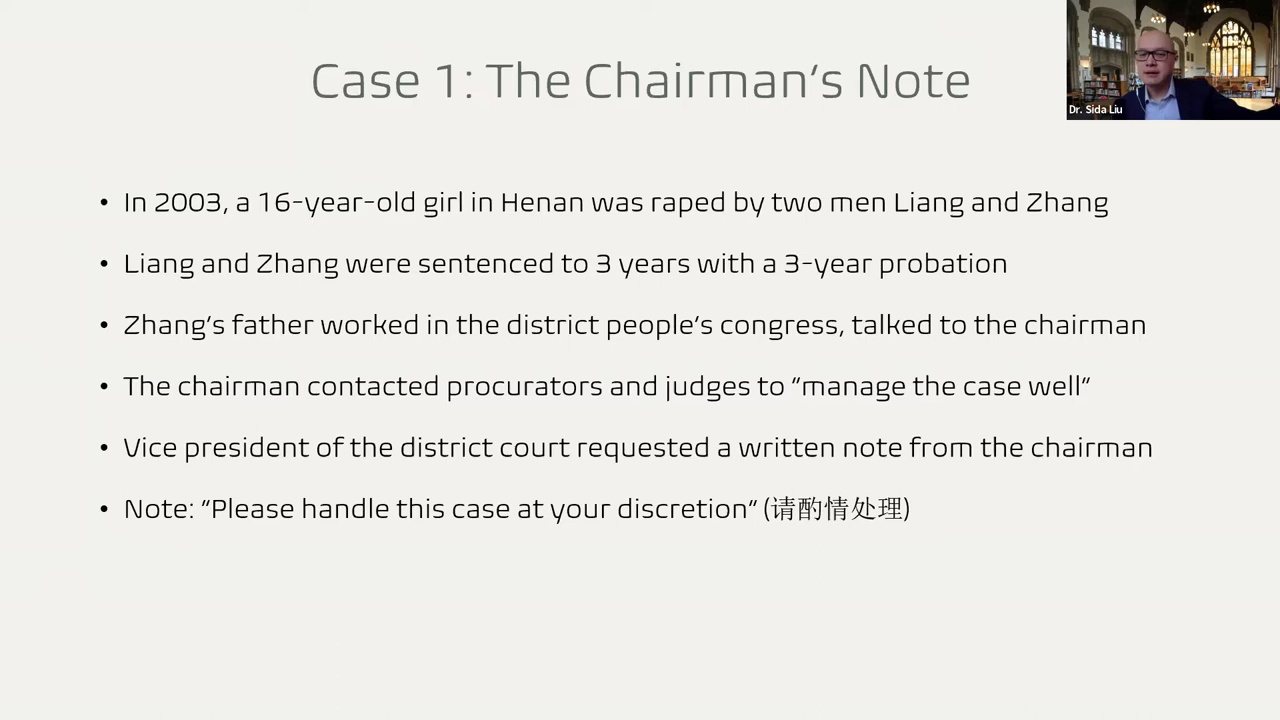 Case 1: The Chairman's Note
Dr. Sida Liu
• In 2003, a 16-year-old girl in Henan was raped by two men Liang and Zhang
• Liang and Zhang were sentenced to 3 years with a 3-year probation
• Zhang's father worked in the district people's congress, talked to the chairman
• The chairman contacted procurators and judges to "manage the case well"
• Vice president of the district court requested a written note from the chairman
• Note: "Please handle this case at your discretion" (请酌情处理)